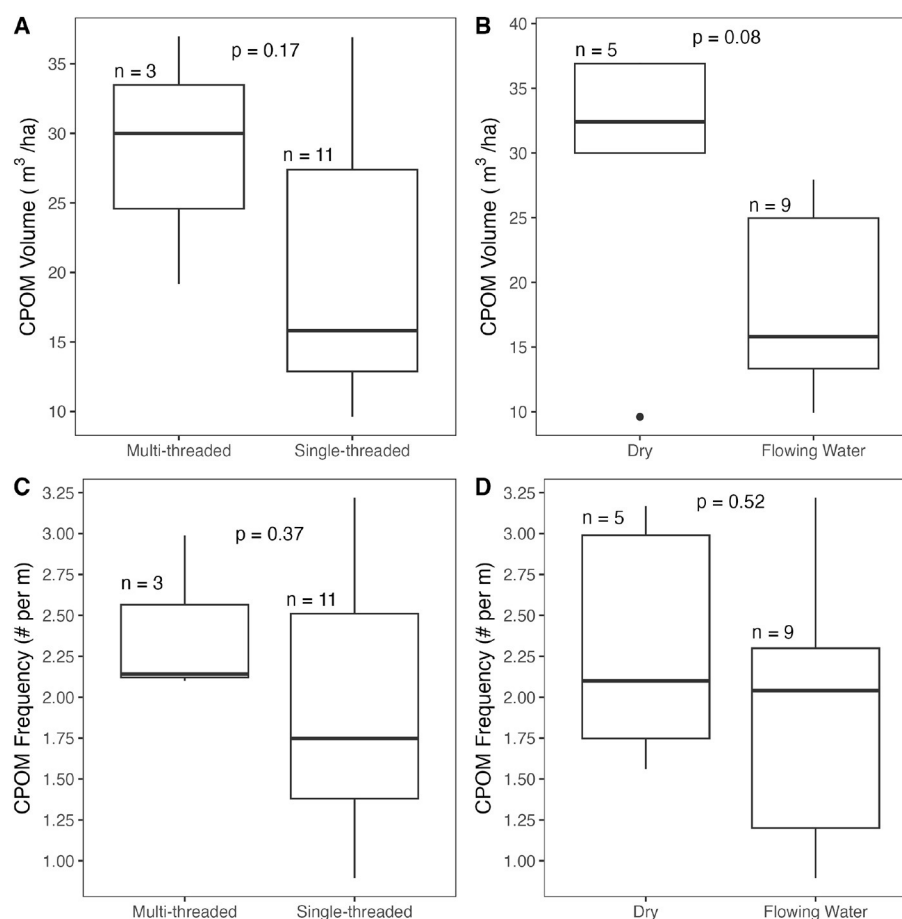 A
p = 0.17
n = 3
n = 11
CPOM Volume ( m³ /ha)
35
30
25
20
15
10
Multi-threaded
Single-threaded
B
p = 0.08
n = 5
n = 9
CPOM Volume ( m³ /ha)
40
35
30
25
20
15
10
Dry
Flowing Water
C
p = 0.37
n = 3
n = 11
CPOM Frequency (# per m)
3.25
3.00
2.75
2.50
2.25
2.00
1.75
1.50
1.25
1.00
Multi-threaded
Single-threaded
D
p = 0.52
n = 5
n = 9
CPOM Frequency (# per m)
3.25
3.00
2.75
2.50
2.25
2.00
1.75
1.50
1.25
1.00
Dry
Flowing Water